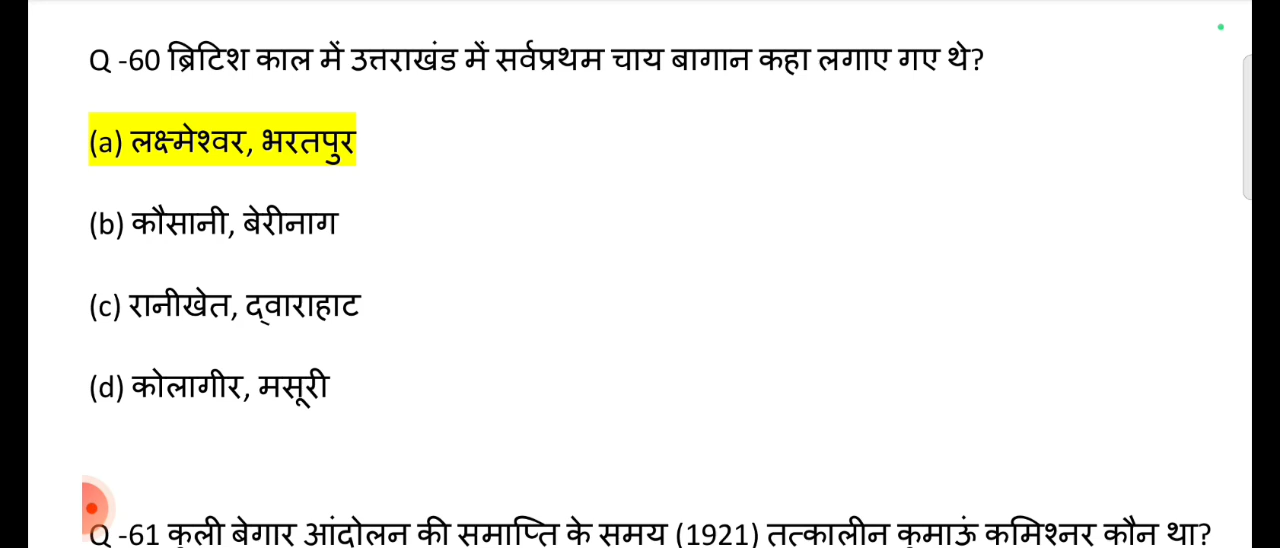 Q -60 ब्रिटिश काल में उत्तराखंड में सर्वप्रथम चाय बागान कहा लगाए गए थे?
(a) लक्ष्मेश्वर, भरतपुर
(b) कौसानी, बेरीनाग
(c) रानीखेत, द्वाराहाट
(d) कोलागीर, मसूरी
Q -61 कुली बेगार आंदोलन की समाप्ति के समय (1921) तत्कालीन कुमाऊं कमिश्नर कौन था?